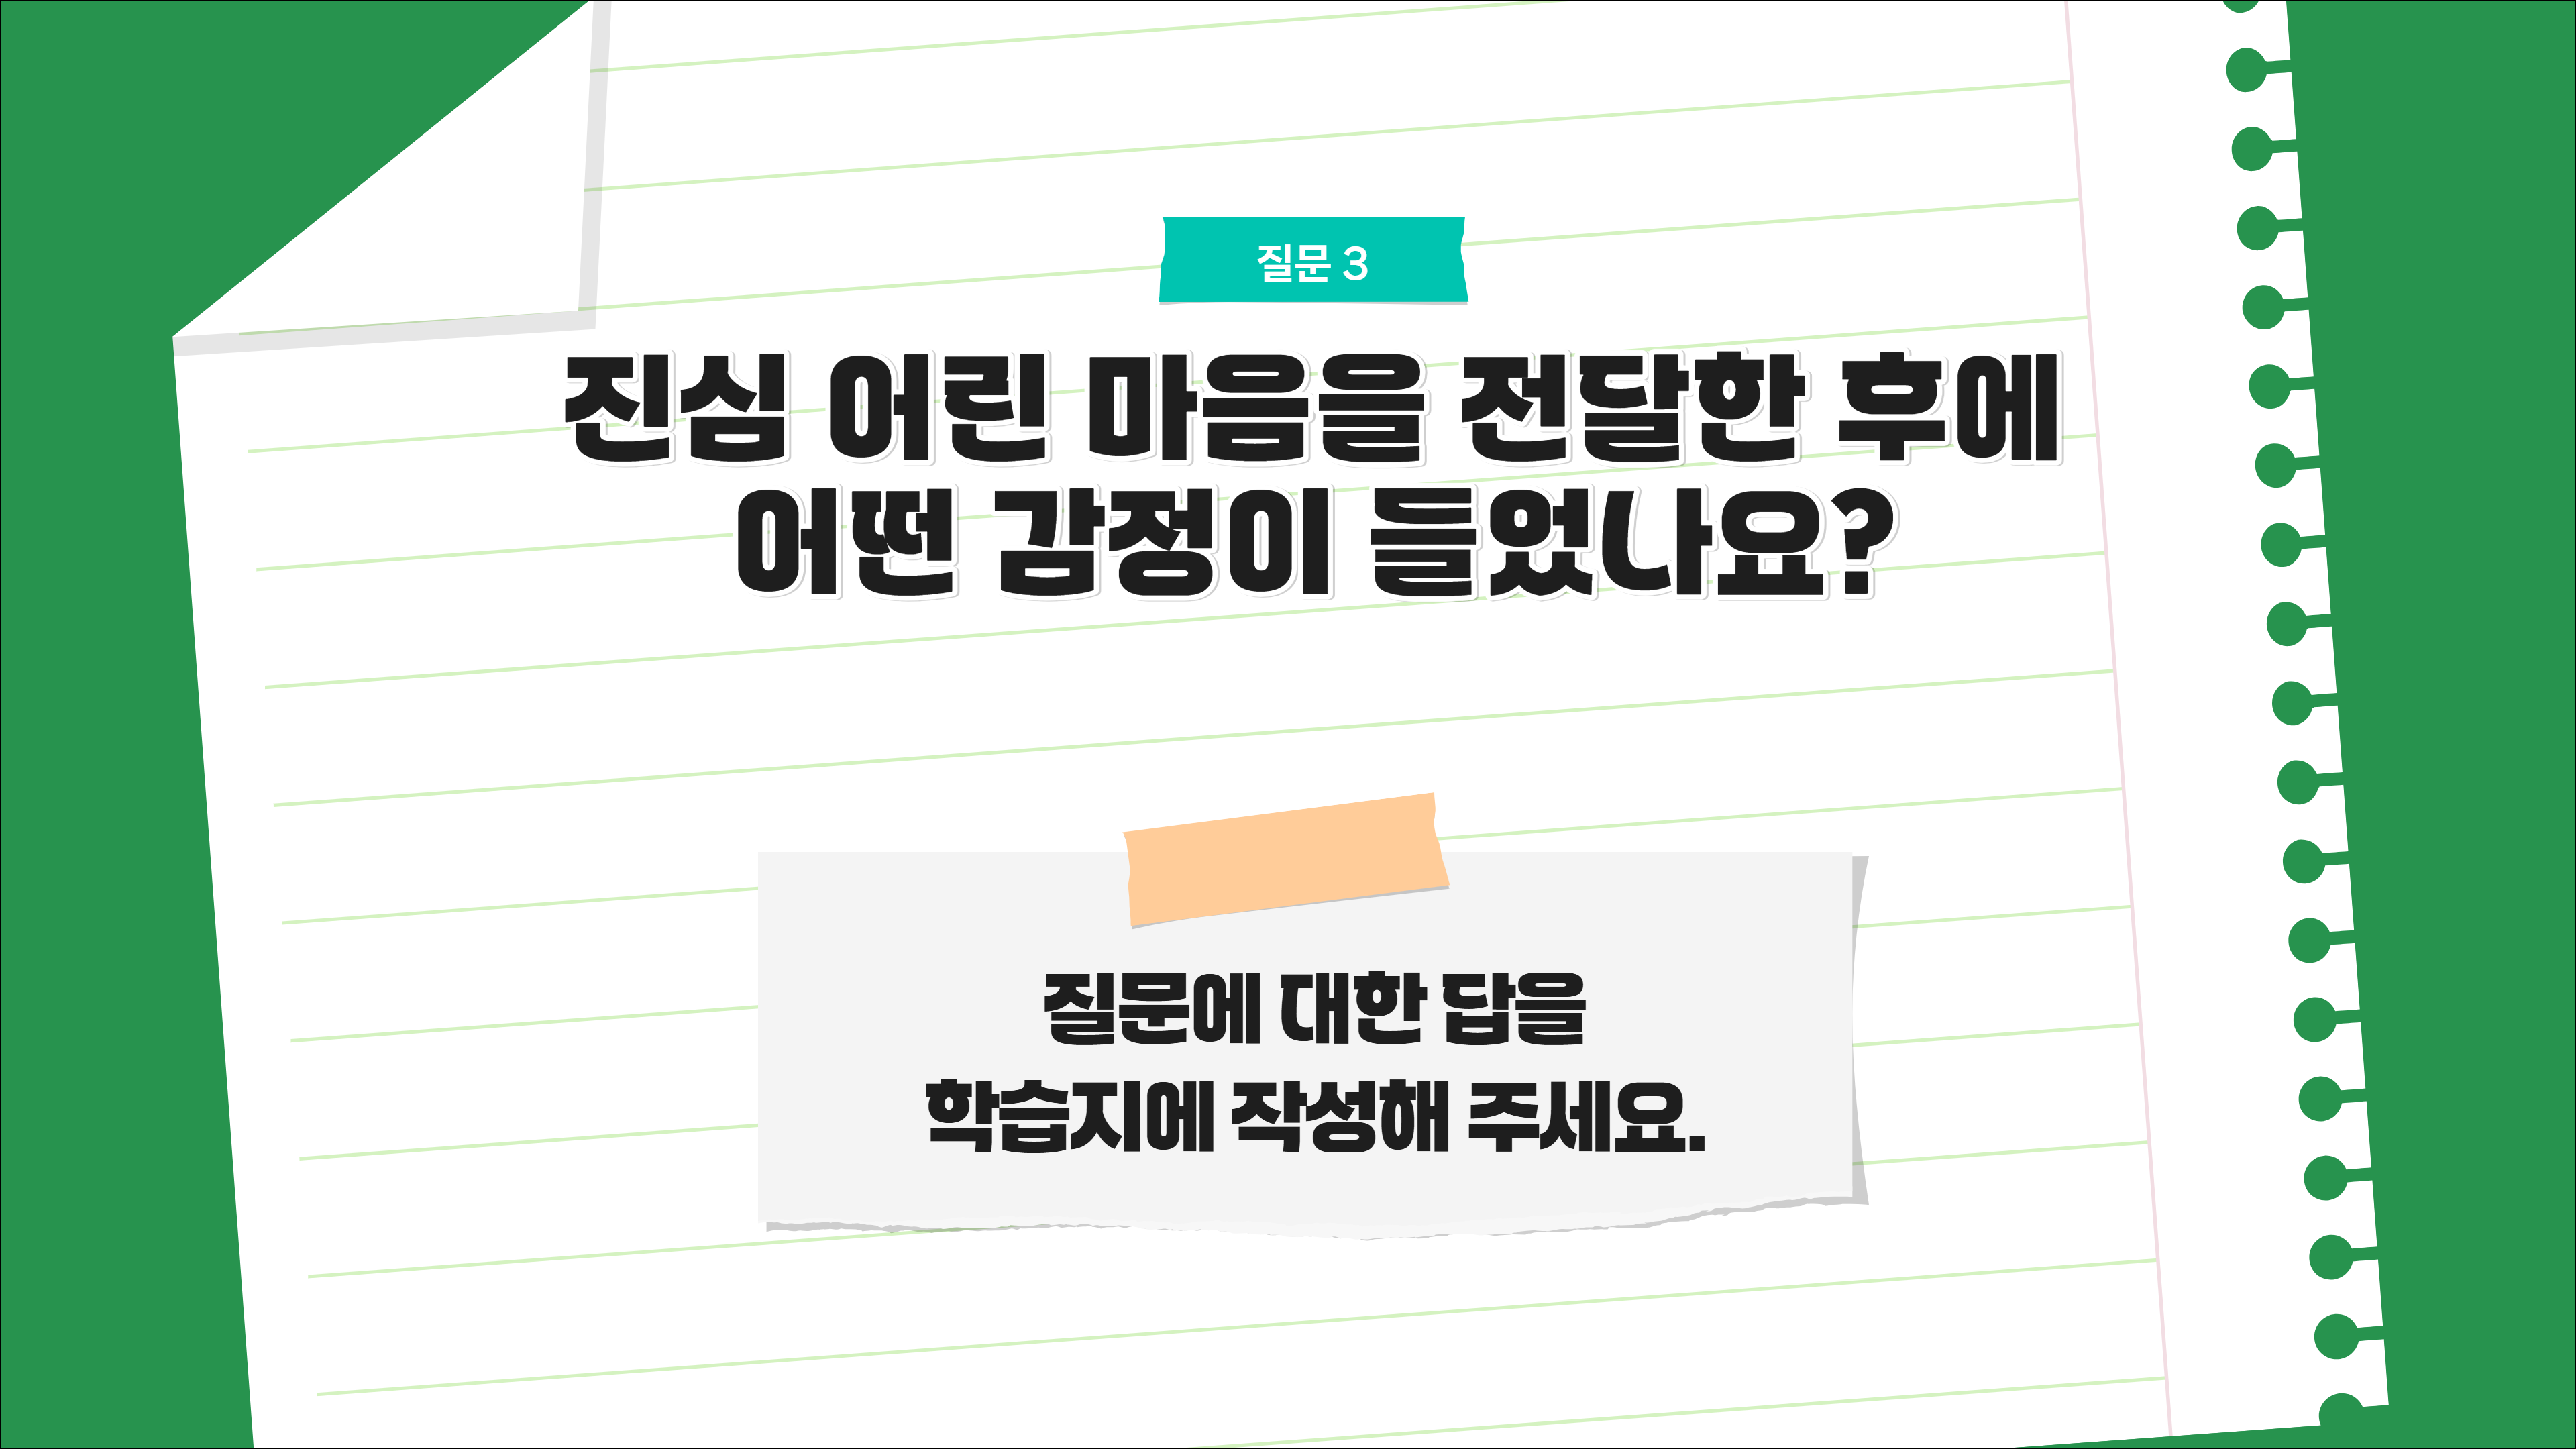 질문 3
진심 어린 마음을 전달한 후에
어떤 감정이 들었나요?
질문에 대한 답을
학습지에 작성해 주세요.